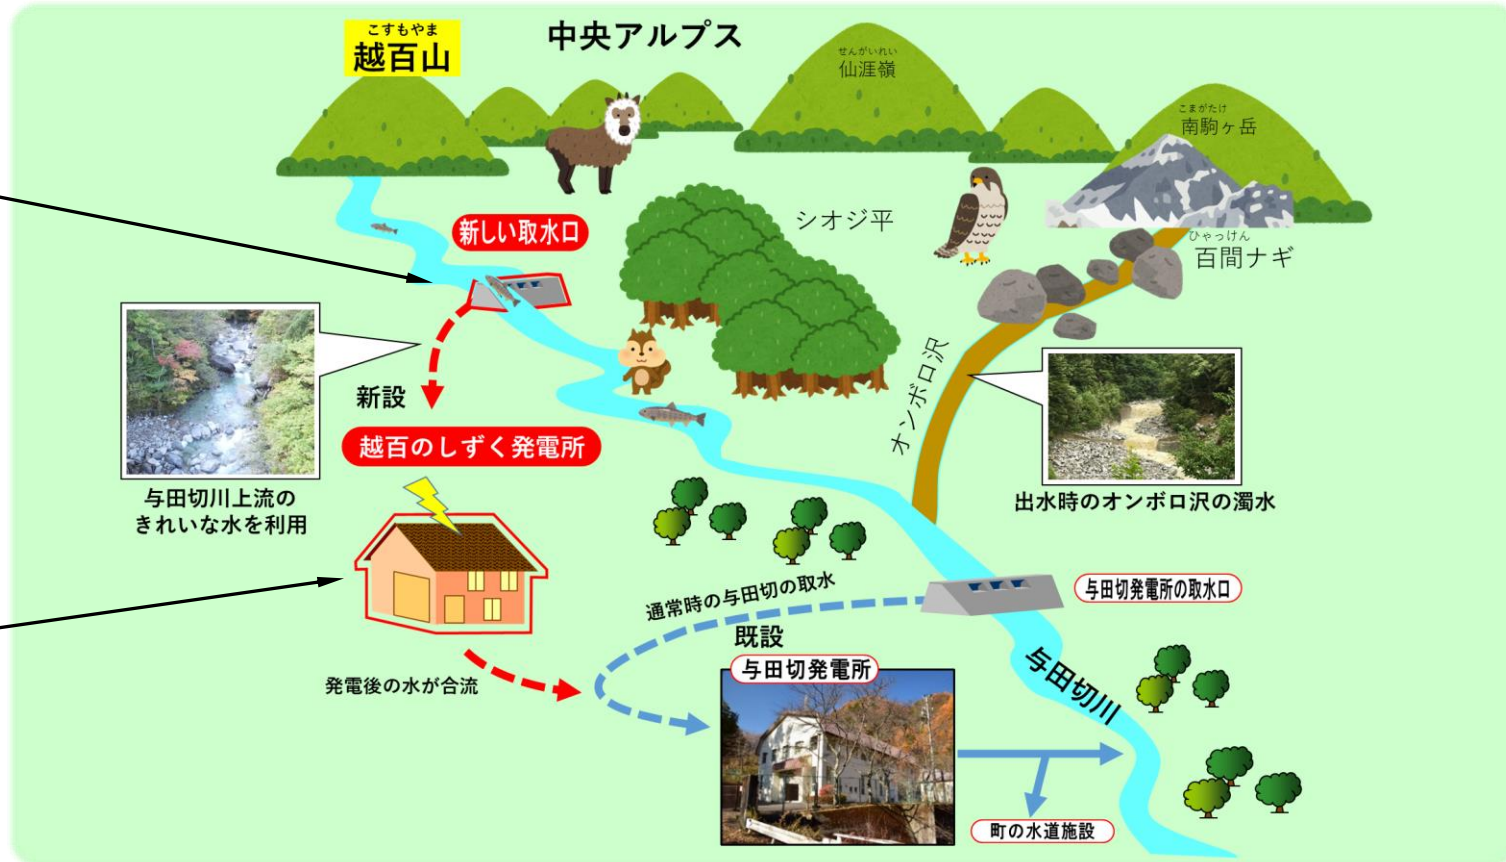 こすもやま
越百山
中央アルプス
せんがいれい
仙涯嶺
こまがたけ
南駒ヶ岳
新しい取水口
シオジ平
ひゃっけん
百間ナギ
オンボロ沢
新設
越百のしずく発電所
与田切川上流の
きれいな水を利用
出水時のオンボロ沢の濁水
通常時の与田切の取水
与田切発電所の取水口
既設
与田切発電所
発電後の水が合流
与田切川
町の水道施設